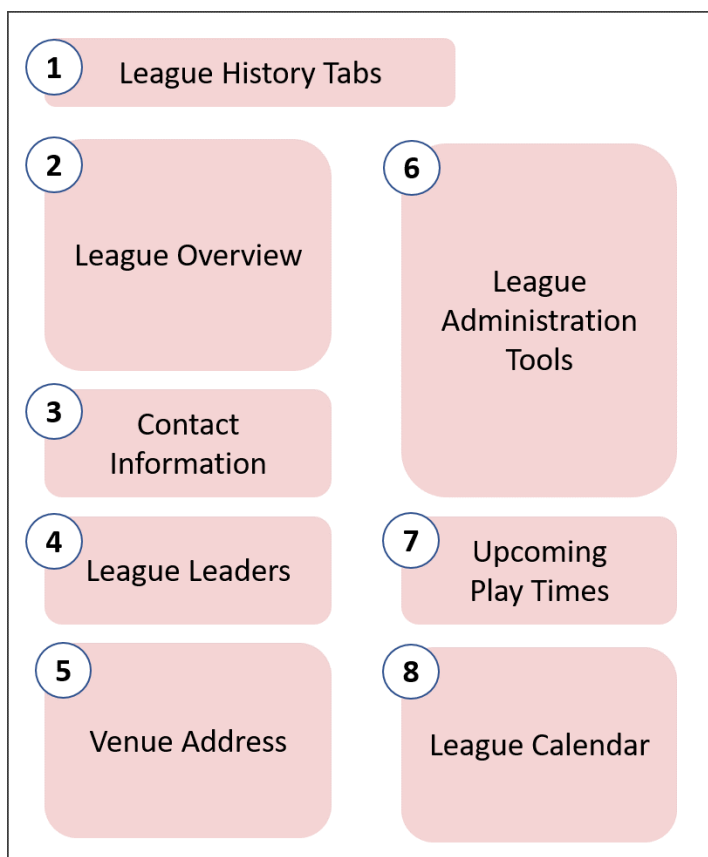 1
League History Tabs
2
League Overview
3
Contact
Information
4
League Leaders
5
Venue Address
6
League
Administration
Tools
7
Upcoming
Play Times
8
League Calendar